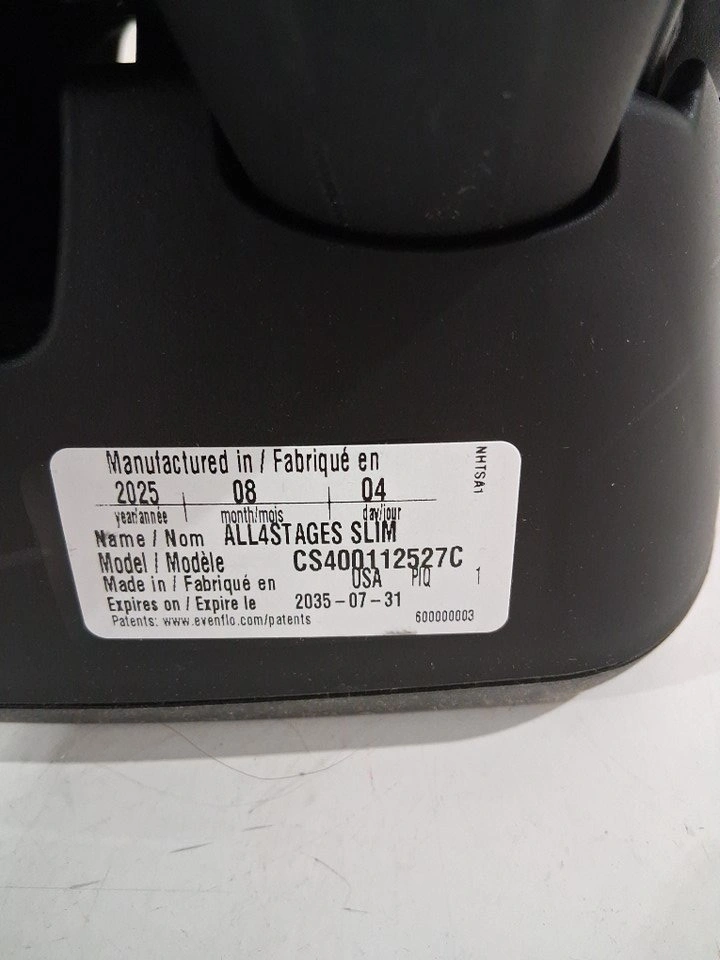 Manufactured in / Fabriqué en
2025 08 04
year/année month/mois day/jour
Name / Nom ALL4STAGES SLIM
Model / Modèle CS400112527C
Made in / Fabriqué en USA PIQ 1
Expires on / Expire le 2035-07-31
Patents: www.evenflo.com/patents 600000003
NHTSA1